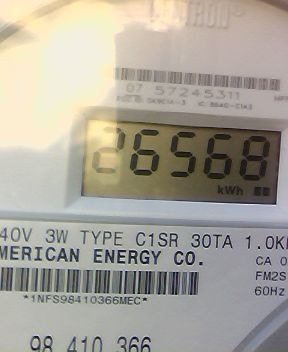 07 57245311
26568
kWh
40V 3W TYPE C1SR 30TA 1.0K
MERICAN ENERGY CO.
CA 0
FM2S
*1NFS98410366MEC*
60Hz
98 410 366